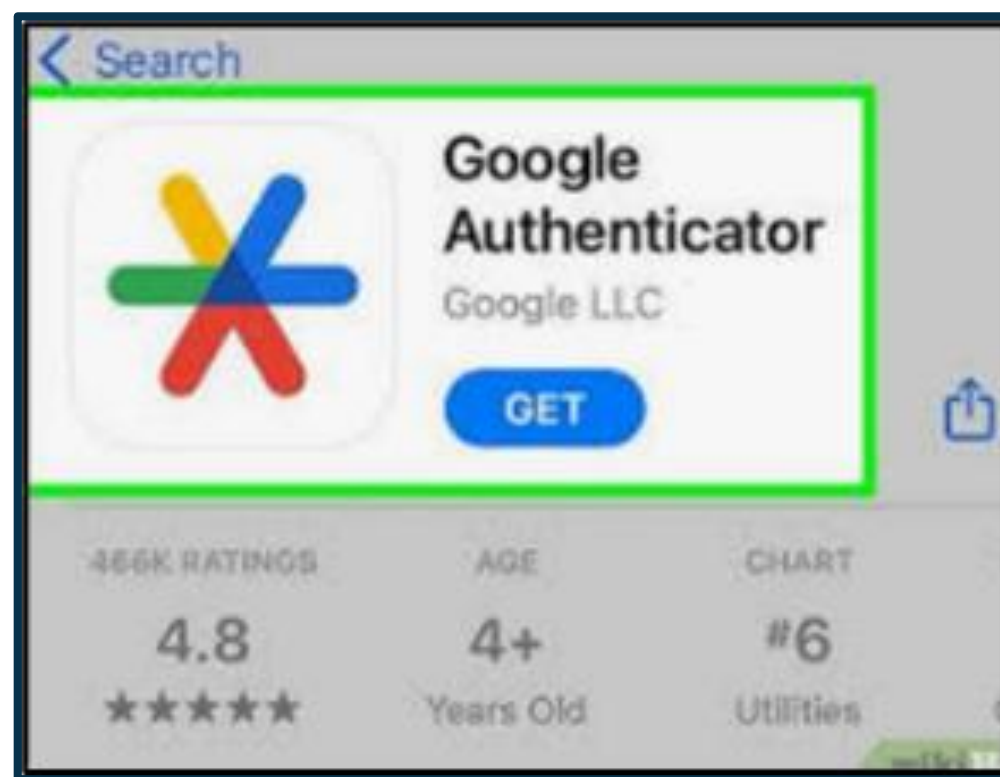 Search
Google
Authenticator
Google LLC
GET
466K RATINGS
AGE
CHART
4.8
4+
#6
★★★★★
Years Old
Utilities